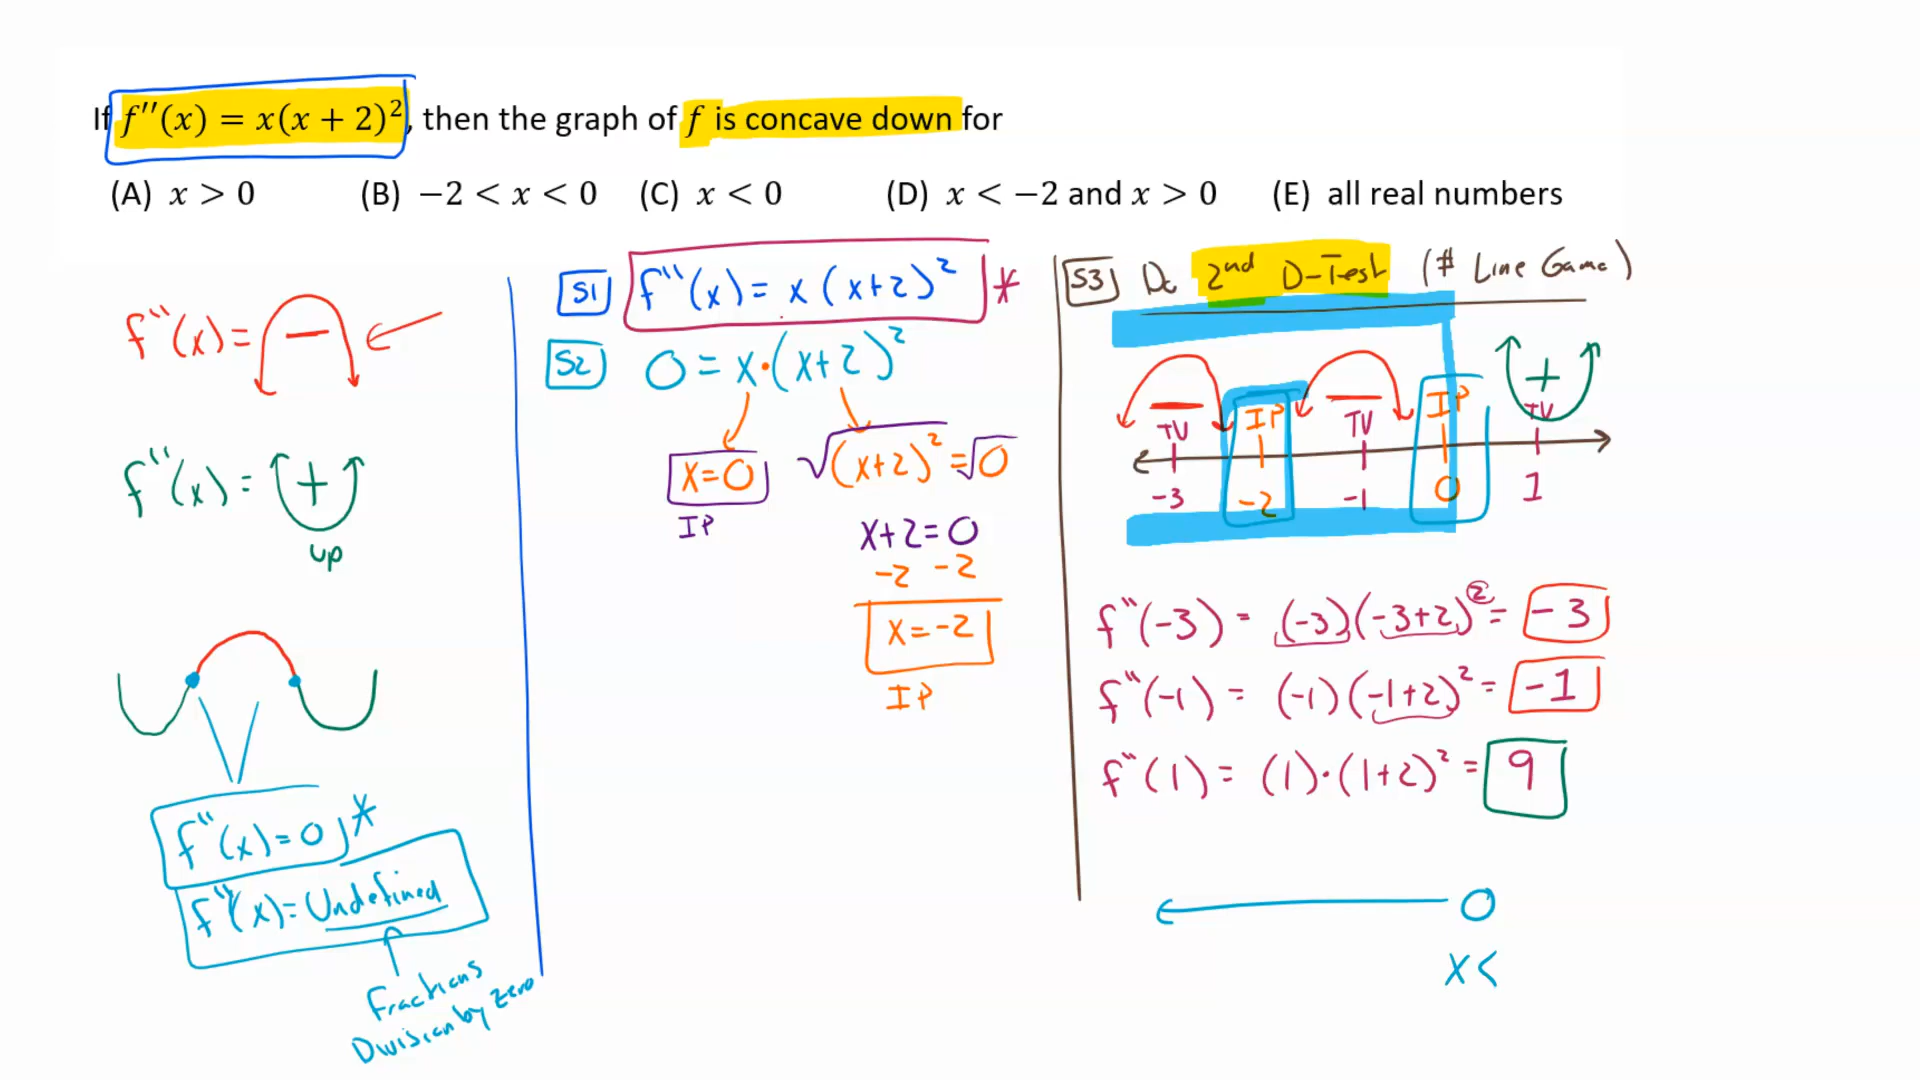 If f′′(x) = x(x + 2)², then the graph of f is concave down for
(A) x > 0 (B) −2 < x < 0 (C) x < 0 (D) x < −2 and x > 0 (E) all real numbers
f''(x) = −
f''(x) = +
up
f''(x) = 0 *
f''(x) = Undefined
Fractions
Division by zero
S1 f''(x) = x (x+2)² *
S2 0 = x·(x+2)²
x=0
IP
√(x+2)² = √0
x+2=0
-2 -2
x=-2
IP
S3 Do 2nd D-Test (# Line Game)
− IP − IP +
TV TV TV
-3 -2 -1 0 1
f''(-3) = (-3)(-3+2)² = -3
f''(-1) = (-1)(-1+2)² = -1
f''(1) = (1)·(1+2)² = 9
0
x<